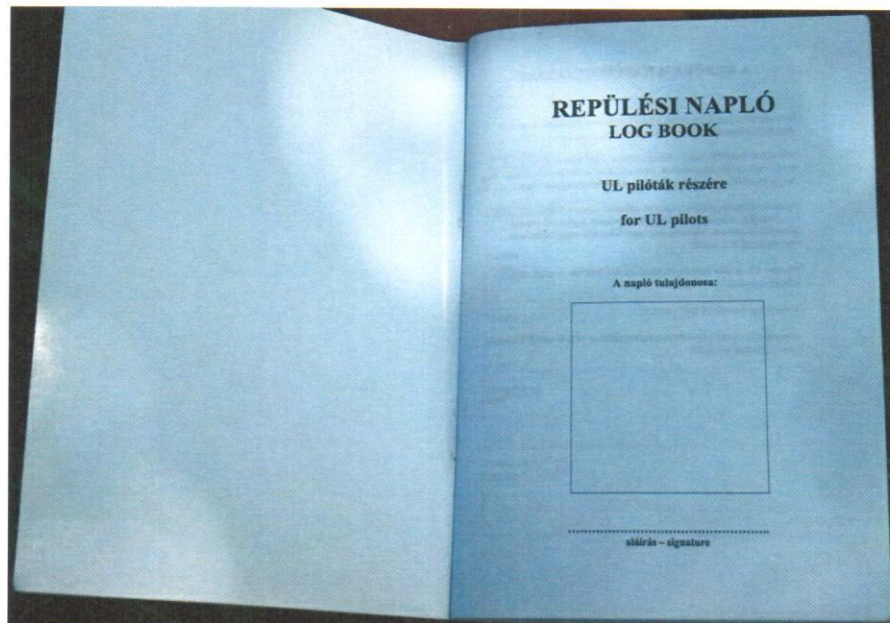 REPÜLÉSI NAPLÓ
LOG BOOK
UL pilóták részére
for UL pilots
A napló tulajdonosa:
aláírás – signature